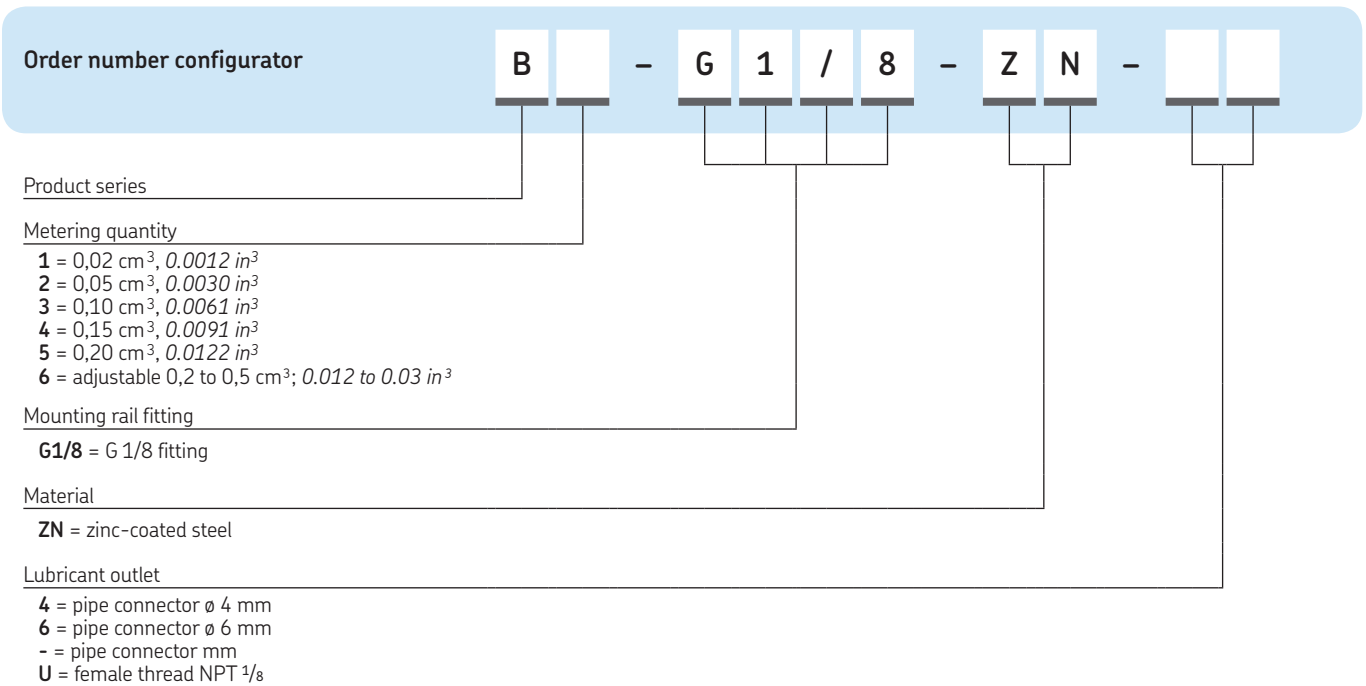 Order number configurator B – G 1 / 8 – Z N –
Product series
Metering quantity
1 = 0,02 cm³, 0.0012 in³
2 = 0,05 cm³, 0.0030 in³
3 = 0,10 cm³, 0.0061 in³
4 = 0,15 cm³, 0.0091 in³
5 = 0,20 cm³, 0.0122 in³
6 = adjustable 0,2 to 0,5 cm³; 0.012 to 0.03 in³
Mounting rail fitting
G1/8 = G 1/8 fitting
Material
ZN = zinc-coated steel
Lubricant outlet
4 = pipe connector ø 4 mm
6 = pipe connector ø 6 mm
- = pipe connector mm
U = female thread NPT ¹/₈